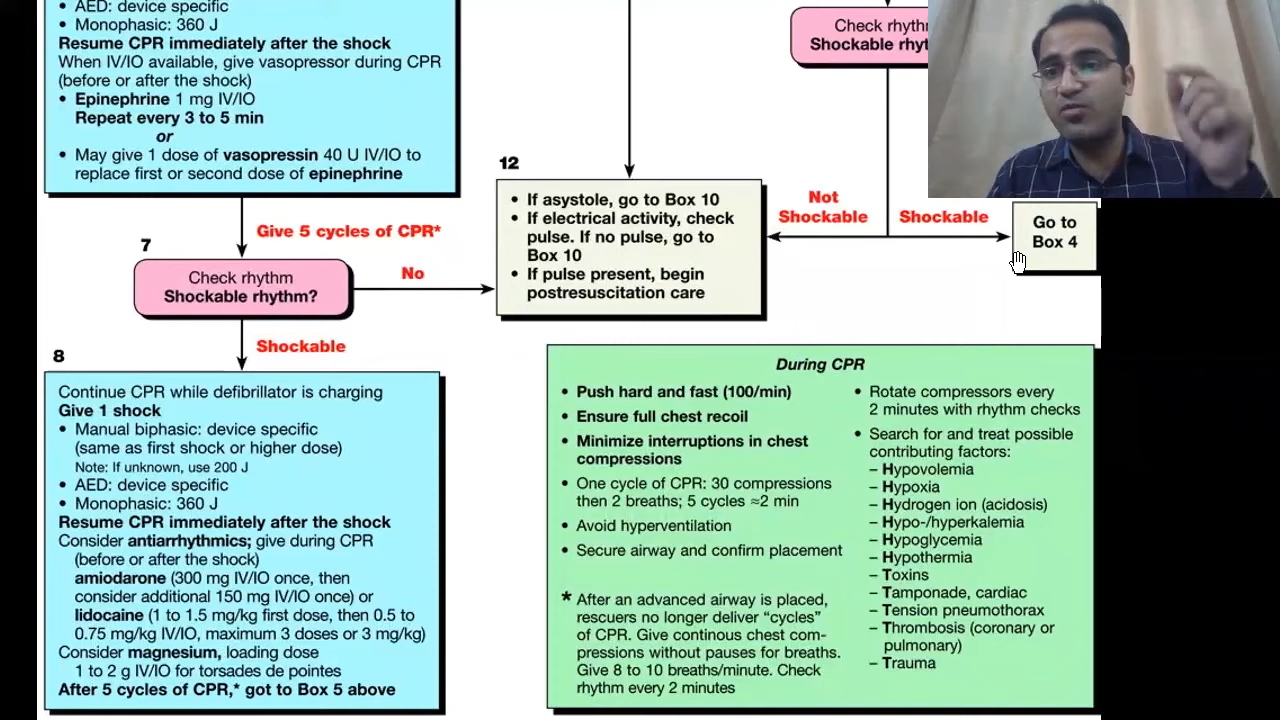 • AED: device specific
• Monophasic: 360 J
Resume CPR immediately after the shock
When IV/IO available, give vasopressor during CPR
(before or after the shock)
• Epinephrine 1 mg IV/IO
Repeat every 3 to 5 min
or
• May give 1 dose of vasopressin 40 U IV/IO to
replace first or second dose of epinephrine
Give 5 cycles of CPR*
7
Check rhythm
Shockable rhythm?
No
Shockable
8
Continue CPR while defibrillator is charging
Give 1 shock
• Manual biphasic: device specific
(same as first shock or higher dose)
Note: If unknown, use 200 J
• AED: device specific
• Monophasic: 360 J
Resume CPR immediately after the shock
Consider antiarrhythmics; give during CPR
(before or after the shock)
amiodarone (300 mg IV/IO once, then
consider additional 150 mg IV/IO once) or
lidocaine (1 to 1.5 mg/kg first dose, then 0.5 to
0.75 mg/kg IV/IO, maximum 3 doses or 3 mg/kg)
Consider magnesium, loading dose
1 to 2 g IV/IO for torsades de pointes
After 5 cycles of CPR,* got to Box 5 above
12
• If asystole, go to Box 10
• If electrical activity, check
pulse. If no pulse, go to
Box 10
• If pulse present, begin
postresuscitation care
Check
Shockable
Not
Shockable
Shockable
Go to
Box 4
During CPR
• Push hard and fast (100/min)
• Ensure full chest recoil
• Minimize interruptions in chest
compressions
• One cycle of CPR: 30 compressions
then 2 breaths; 5 cycles ≈2 min
• Avoid hyperventilation
• Secure airway and confirm placement
* After an advanced airway is placed,
rescuers no longer deliver “cycles”
of CPR. Give continous chest com-
pressions without pauses for breaths.
Give 8 to 10 breaths/minute. Check
rhythm every 2 minutes
• Rotate compressors every
2 minutes with rhythm checks
• Search for and treat possible
contributing factors:
– Hypovolemia
– Hypoxia
– Hydrogen ion (acidosis)
– Hypo-/hyperkalemia
– Hypoglycemia
– Hypothermia
– Toxins
– Tamponade, cardiac
– Tension pneumothorax
– Thrombosis (coronary or
pulmonary)
– Trauma